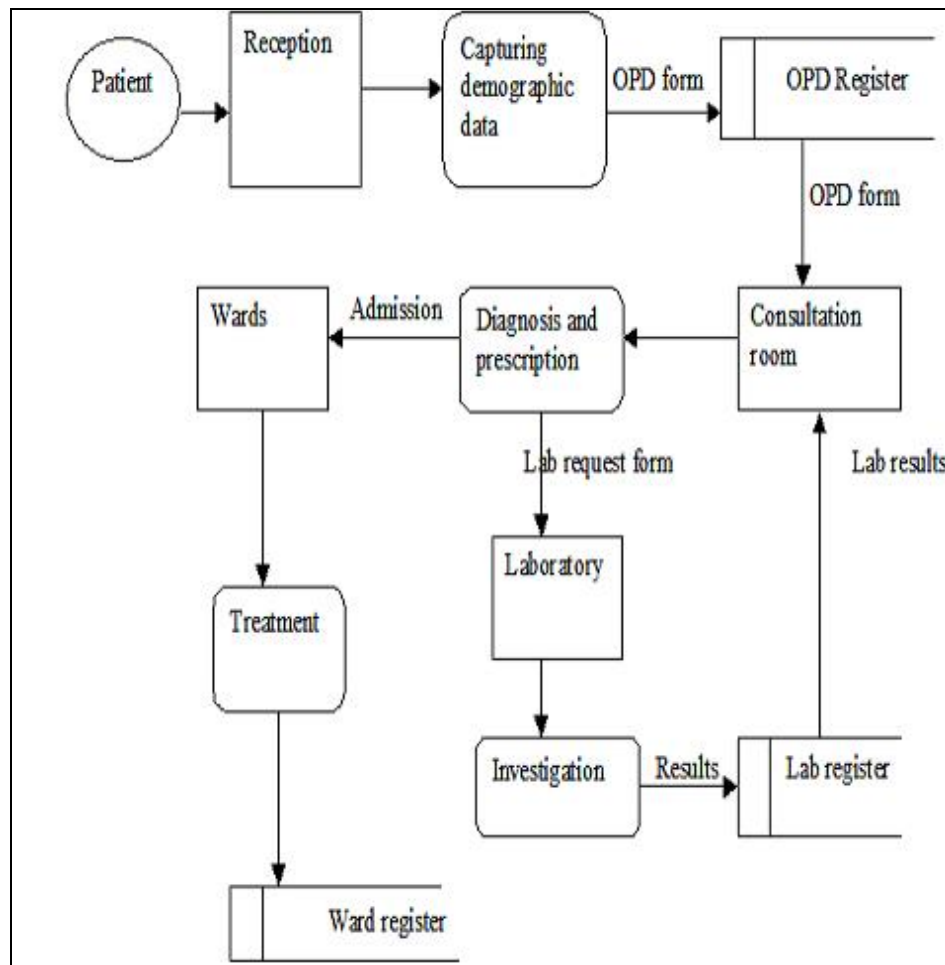 Patient
Reception
Capturing
demographic
data
OPD form
OPD Register
OPD form
Wards
Admission
Diagnosis and
prescription
Consultation
room
Lab request form
Lab results
Laboratory
Treatment
Investigation
Results
Lab register
Ward register